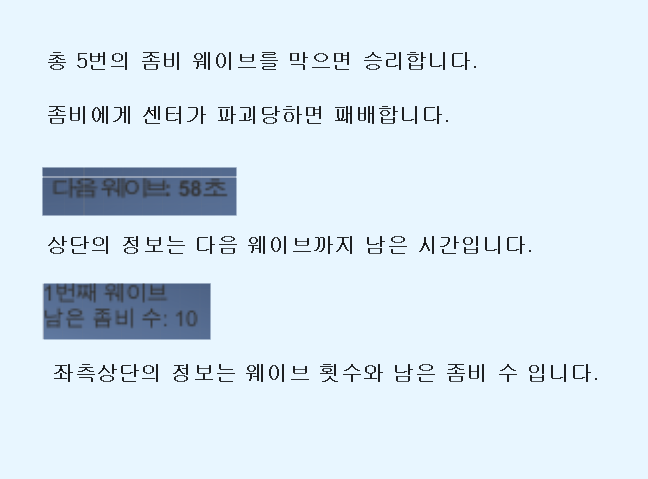 총 5번의 좀비 웨이브를 막으면 승리합니다.
좀비에게 센터가 파괴당하면 패배합니다.
다음 웨이브: 58초
상단의 정보는 다음 웨이브까지 남은 시간입니다.
1번째 웨이브
남은 좀비 수: 10
좌측상단의 정보는 웨이브 횟수와 남은 좀비 수 입니다.